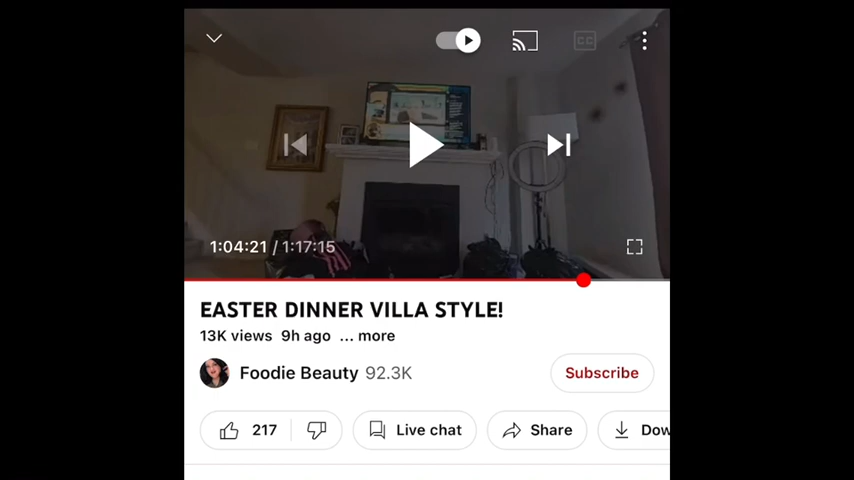 CC
1:04:21 / 1:17:15
EASTER DINNER VILLA STYLE!
13K views 9h ago ... more
Foodie Beauty 92.3K
Subscribe
217
Live chat
Share
Dow